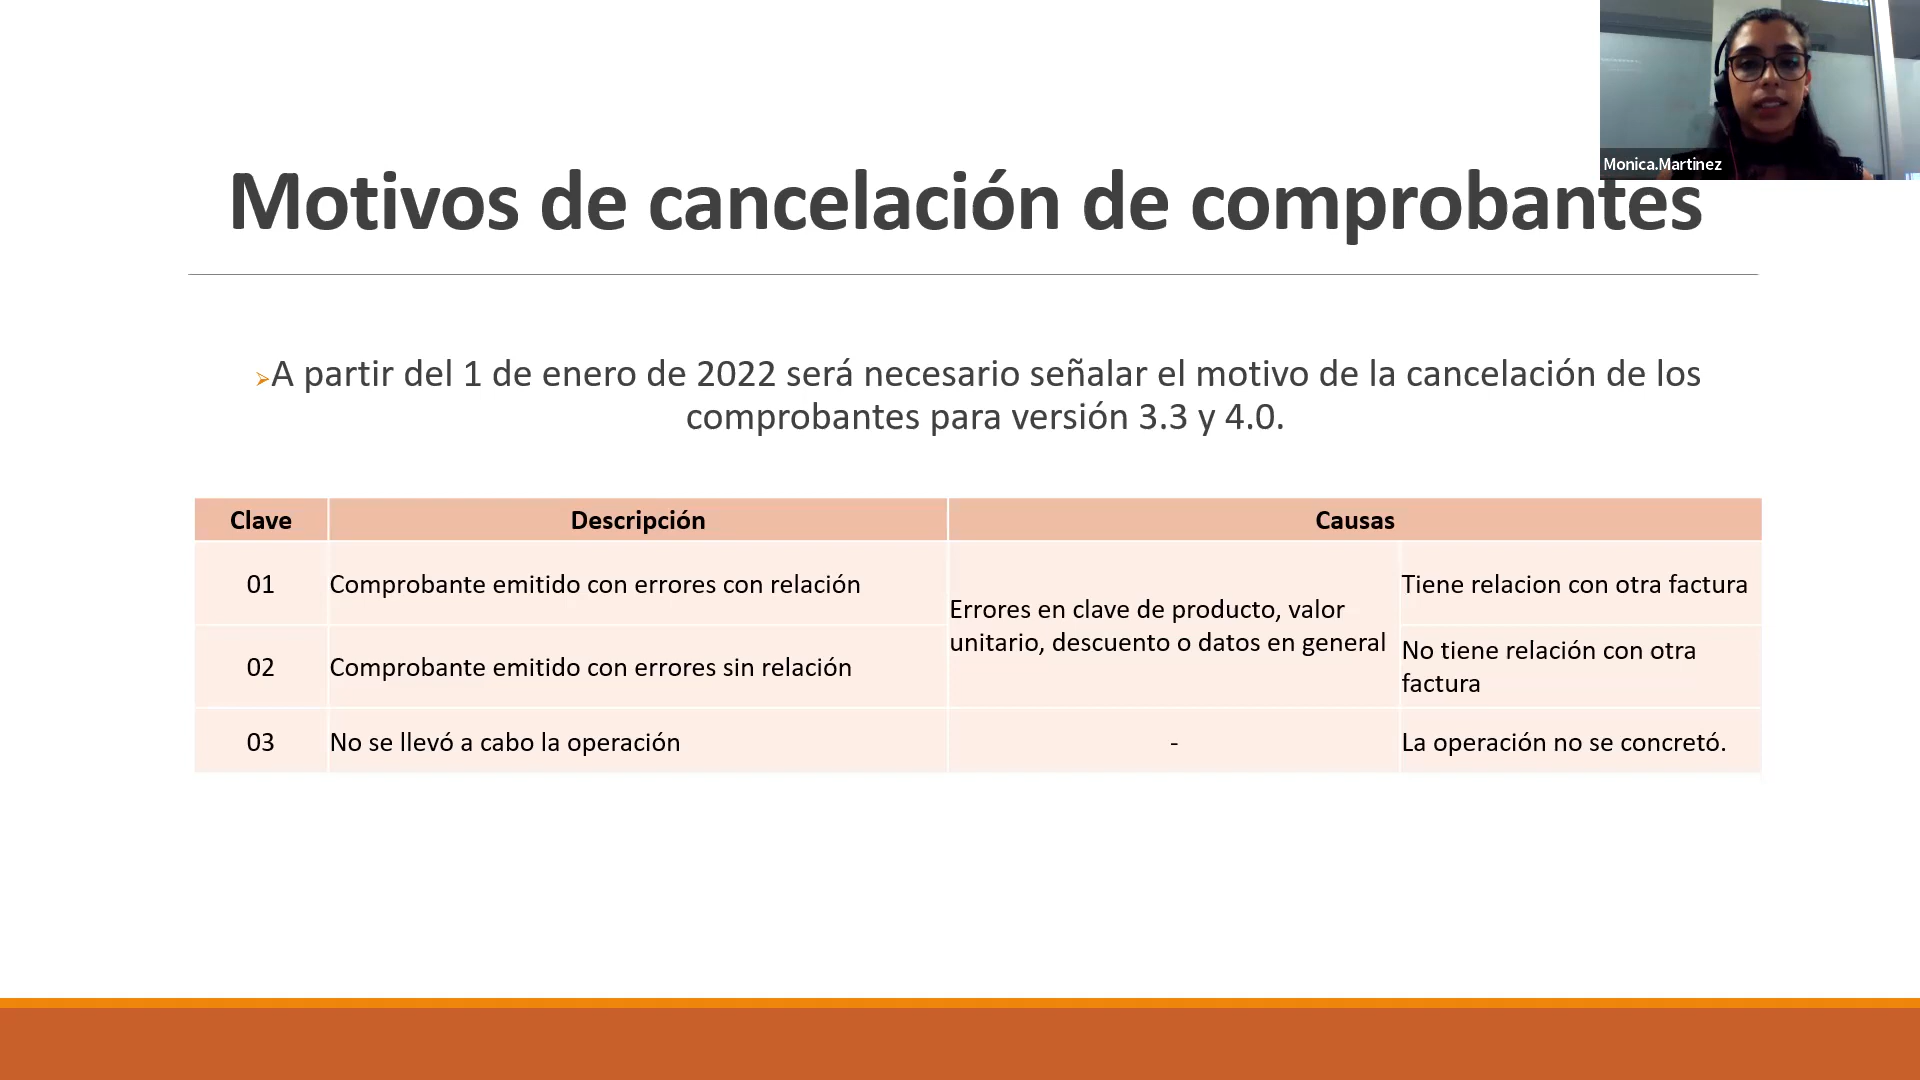 Monica.Martinez
Motivos de cancelación de comprobantes
➢A partir del 1 de enero de 2022 será necesario señalar el motivo de la cancelación de los
comprobantes para versión 3.3 y 4.0.
Clave Descripción Causas
01 Comprobante emitido con errores con relación
Errores en clave de producto, valor
unitario, descuento o datos en general
Tiene relacion con otra factura
02 Comprobante emitido con errores sin relación
No tiene relación con otra
factura
03 No se llevó a cabo la operación - La operación no se concretó.